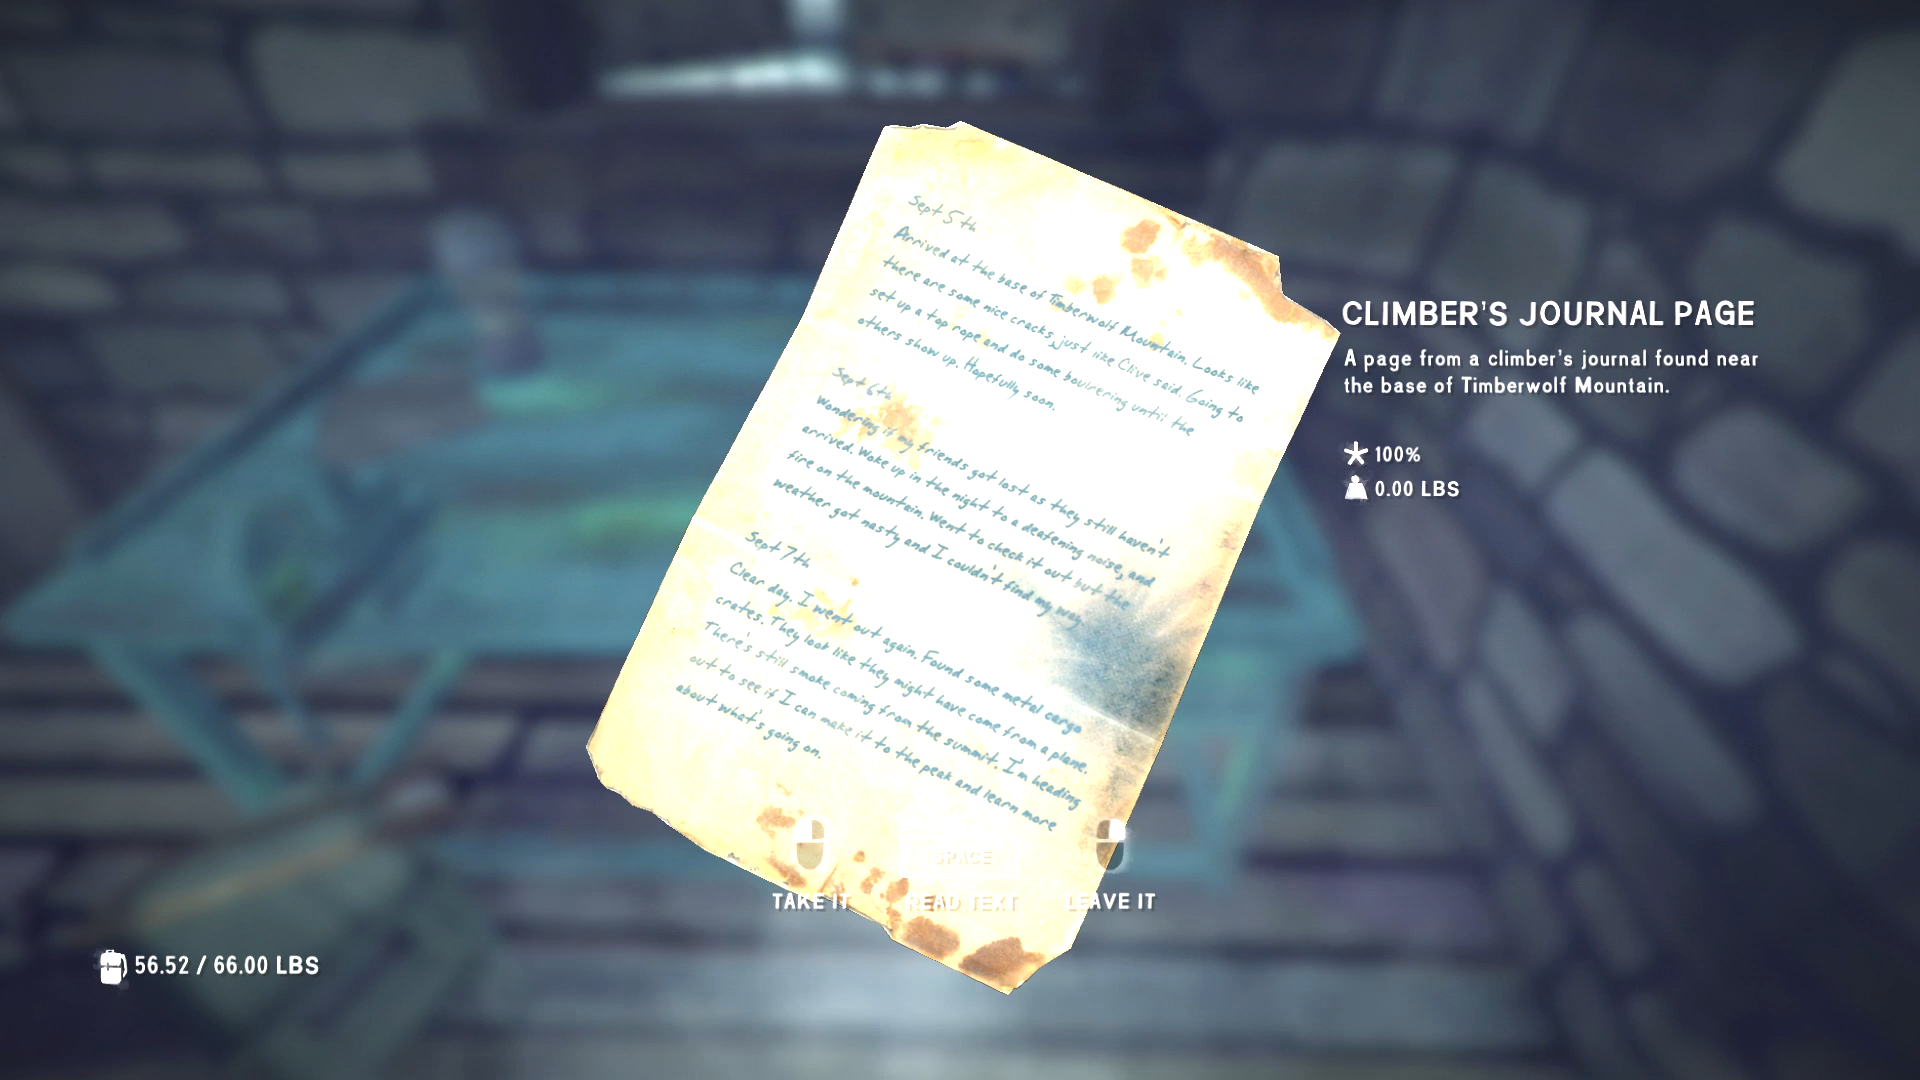 Sept 5th
Arrived at the base of Timberwolf Mountain. Looks like
there are some nice cracks, just like Clive said. Going to
set up a top rope and do some boulrering until the
others show up. Hopefully soon.
Sept 6th
Wondering if my friends got lost as they still haven't
arrived. Woke up in the night to a deafening noise, and
fire on the mountain. Went to check it out but the
weather got nasty and I couldn't find my way.
Sept 7th
Clear day. I went out again. Found some metal cargo
crates. They look like they might have come from a plane.
There's still smoke coming from the summit. I'm heading
out to see if I can make it to the peak and learn more
about what's going on.
CLIMBER'S JOURNAL PAGE
A page from a climber's journal found near
the base of Timberwolf Mountain.
100%
0.00 LBS
SPACE
TAKE IT READ TEXT LEAVE IT
56.52 / 66.00 LBS